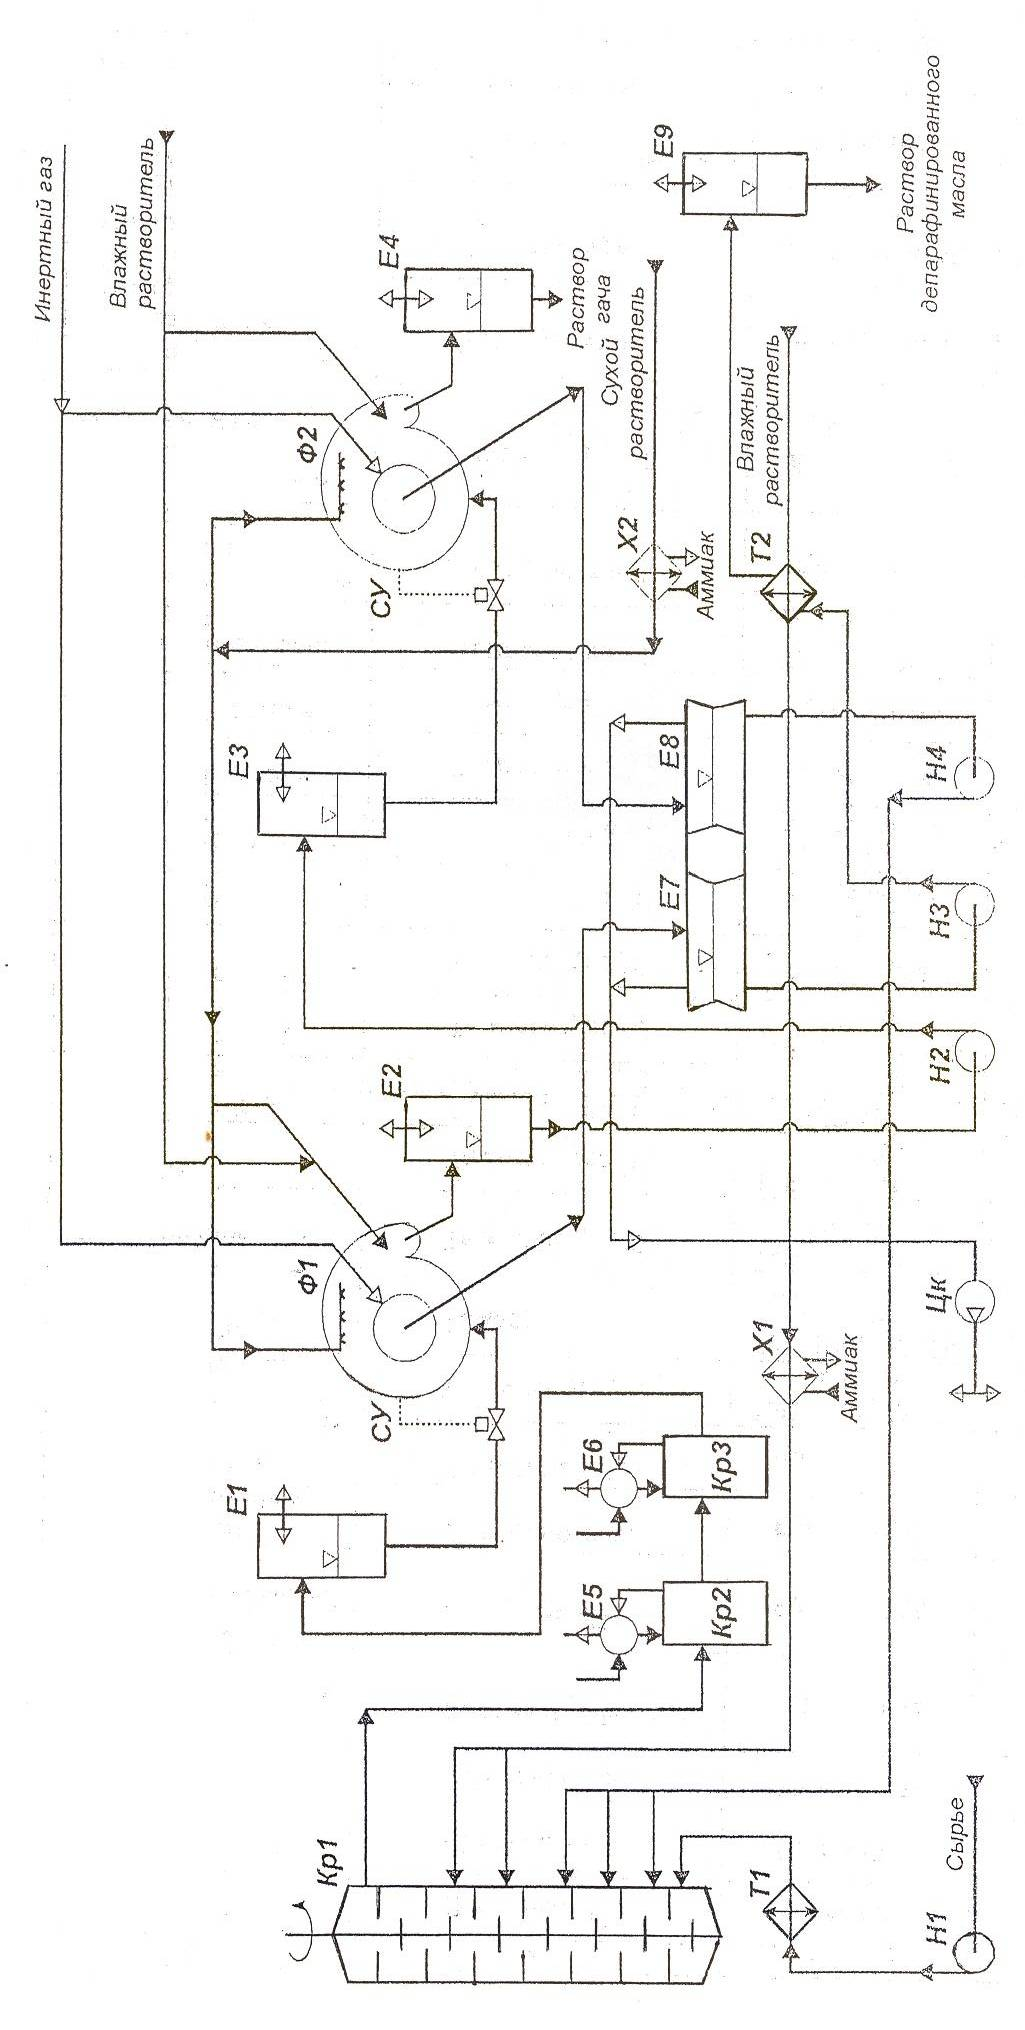 Инертный газ
Влажный
растворитель
Ф2
Е4
Раствор
гача
Сухой
растворитель
Х2
Аммиак
СУ
Е3
Е9
Раствор
депарафинированного
масла
Влажный
растворитель
Т2
Е7
Е8
Н4
Н3
Н2
Е2
Ф1
СУ
Е1
Цк
Х1
Аммиак
Е6
Кр3
Е5
Кр2
Кр1
Т1
Н1
Сырье